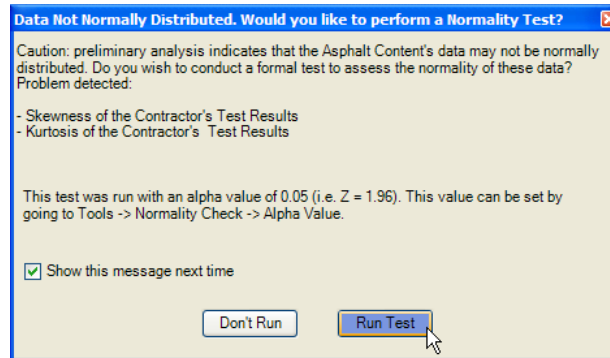 Data Not Normally Distributed. Would you like to perform a Normality Test?
Caution: preliminary analysis indicates that the Asphalt Content's data may not be normally
distributed. Do you wish to conduct a formal test to assess the normality of these data?
Problem detected:
- Skewness of the Contractor's Test Results
- Kurtosis of the Contractor's  Test Results
This test was run with an alpha value of 0.05 (i.e. Z = 1.96). This value can be set by
going to Tools -> Normality Check -> Alpha Value.
Show this message next time
Don't Run
Run Test